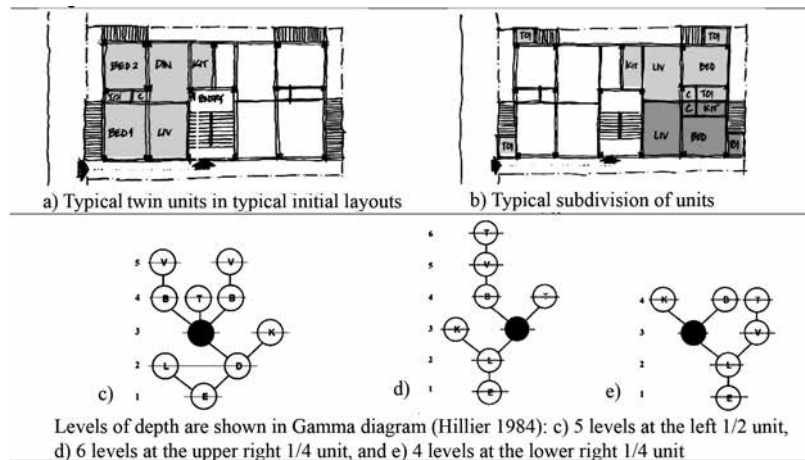 BED 2 DIN KIT
TOI C ENTRY
BED 1 LIV
a) Typical twin units in typical initial layouts
TOI TOI
KIT LIV BED
C TOI
C KIT
LIV BED
TOI TOI
b) Typical subdivision of units
5 V V
4 B T B
3 K
2 L D
1 E
c)
6 T
5 V
4 B T
3 K
2 L
1 E
d)
4 K B T
3 V
2 L
1 E
e)
Levels of depth are shown in Gamma diagram (Hillier 1984): c) 5 levels at the left 1/2 unit,
d) 6 levels at the upper right 1/4 unit, and e) 4 levels at the lower right 1/4 unit